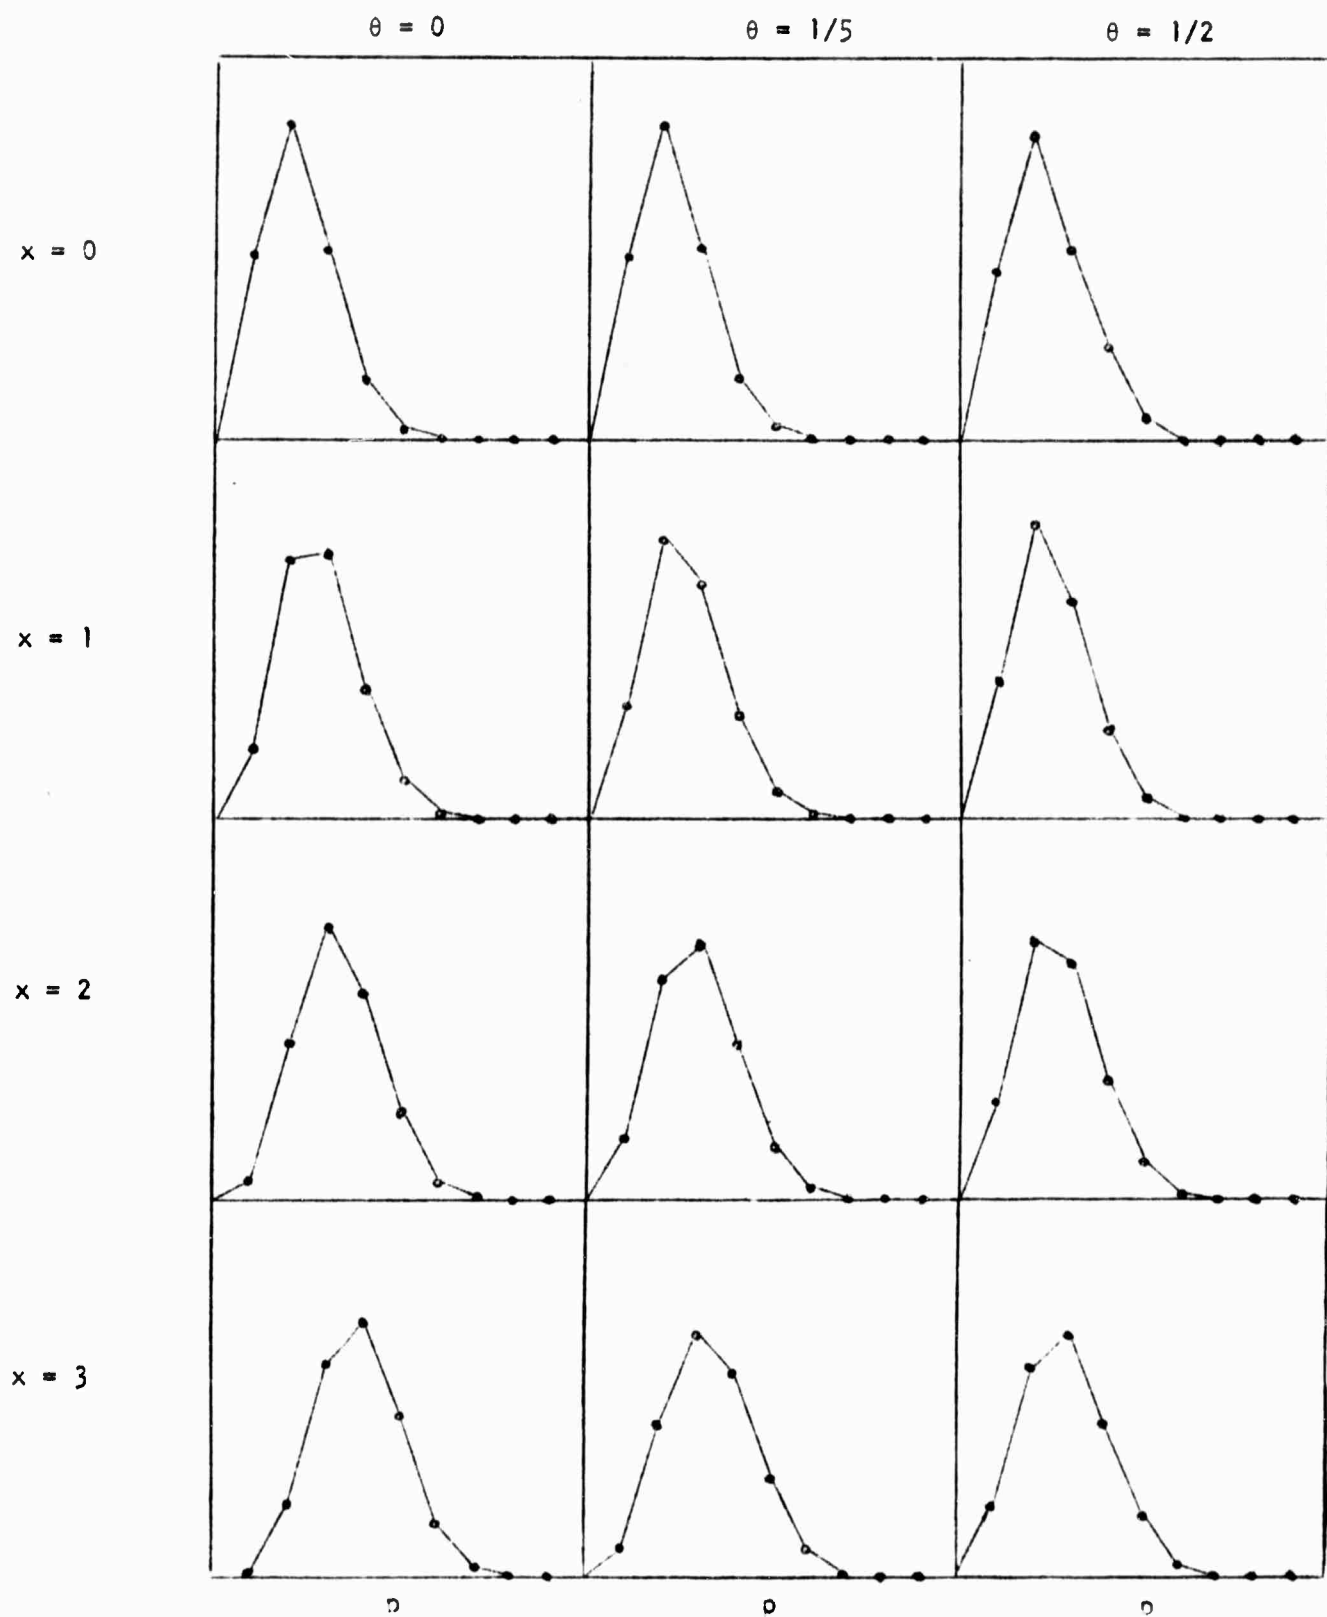 θ = 0 θ = 1/5 θ = 1/2
x = 0
x = 1
x = 2
x = 3